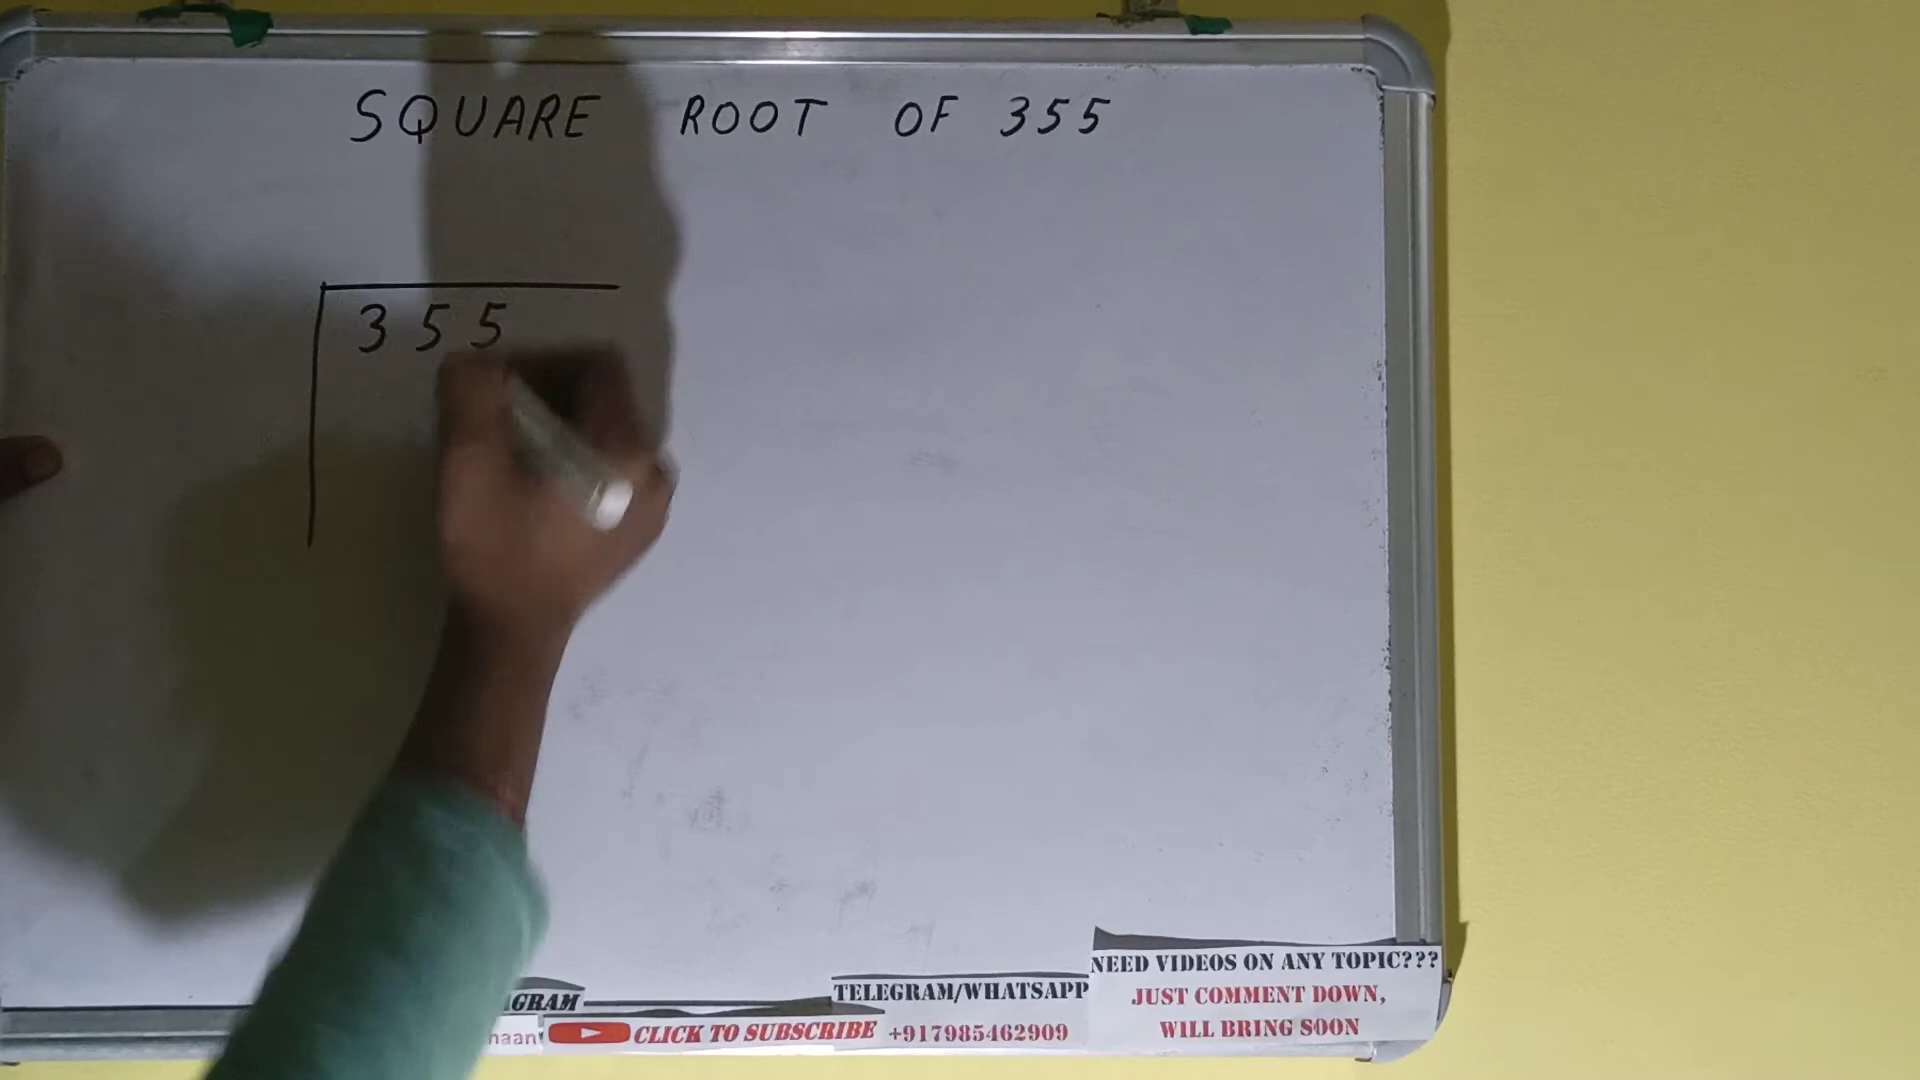 SQUARE ROOT OF 355
355
GRAM
TELEGRAM/WHATSAPP
NEED VIDEOS ON ANY TOPIC???
JUST COMMENT DOWN,
WILL BRING SOON
CLICK TO SUBSCRIBE +917985462909